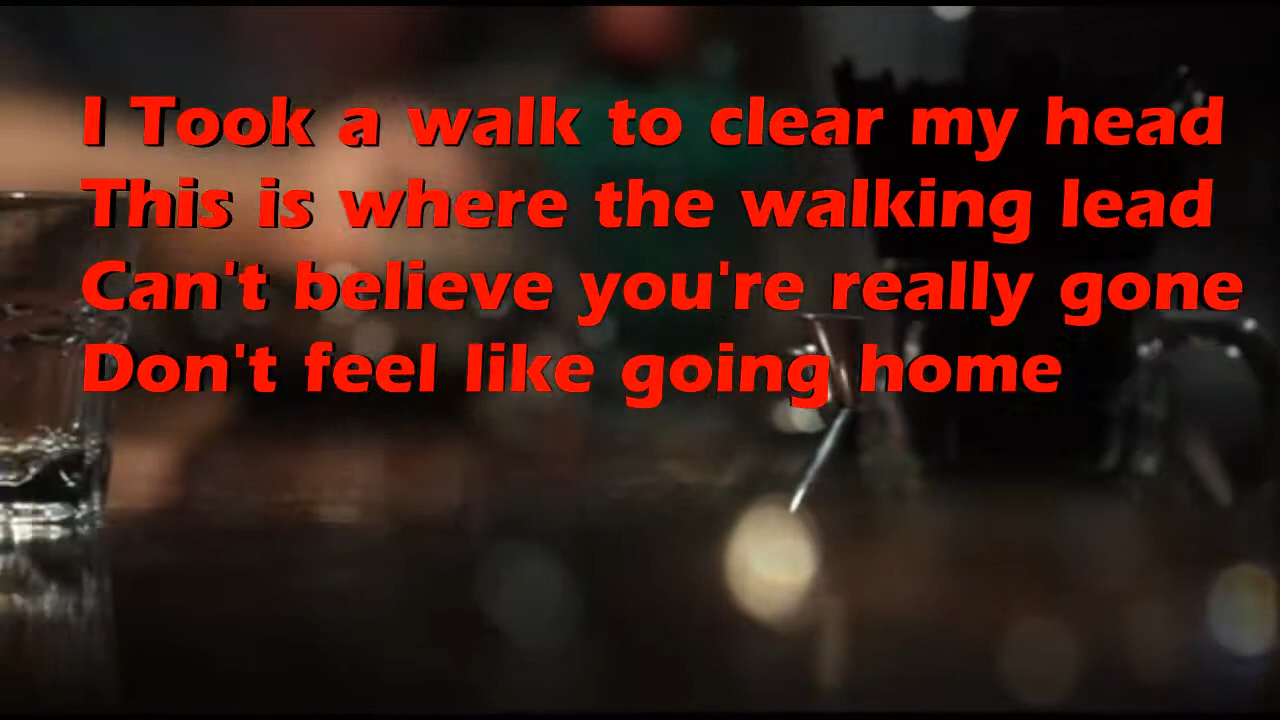 I Took a walk to clear my head
This is where the walking lead
Can't believe you're really gone
Don't feel like going home